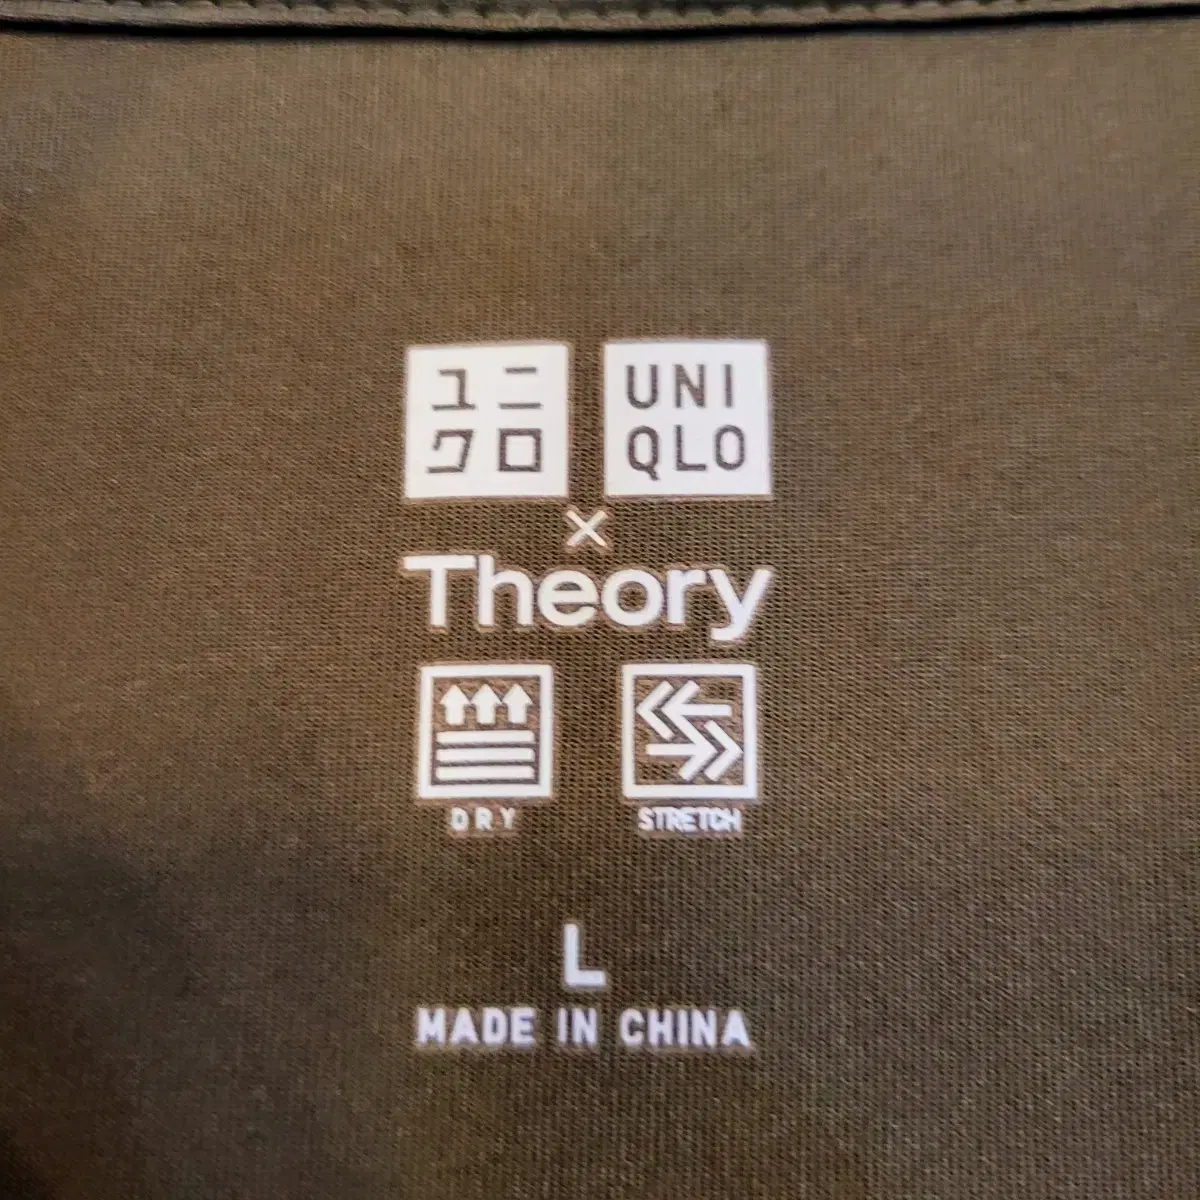 ユニ UNI
クロ QLO
×
Theory
DRY STRETCH
L
MADE IN CHINA